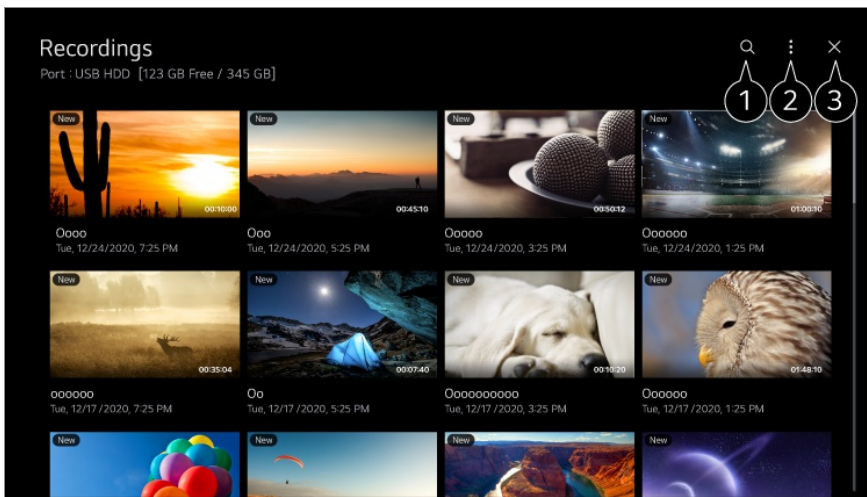 Recordings
Port : USB HDD [123 GB Free / 345 GB]
1 2 3
New New New New
00:10:00 00:45:10 00:50:12 01:00:10
Oooo Ooo Ooooo Oooooo
Tue, 12/24/2020, 7:25 PM Tue, 12/24/2020, 5:25 PM Tue, 12/24/2020, 3:25 PM Tue, 12/24/2020, 1:25 PM
New New New New
00:35:04 00:07:40 00:10:20 01:48:10
oooooo Oo Oooooooooo Oooooo
Tue, 12/17 /2020, 7:25 PM Tue, 12/17 /2020, 5:25 PM Tue, 12/17 /2020, 3:25 PM Tue, 12/17 /2020, 1:25 PM
New New New New